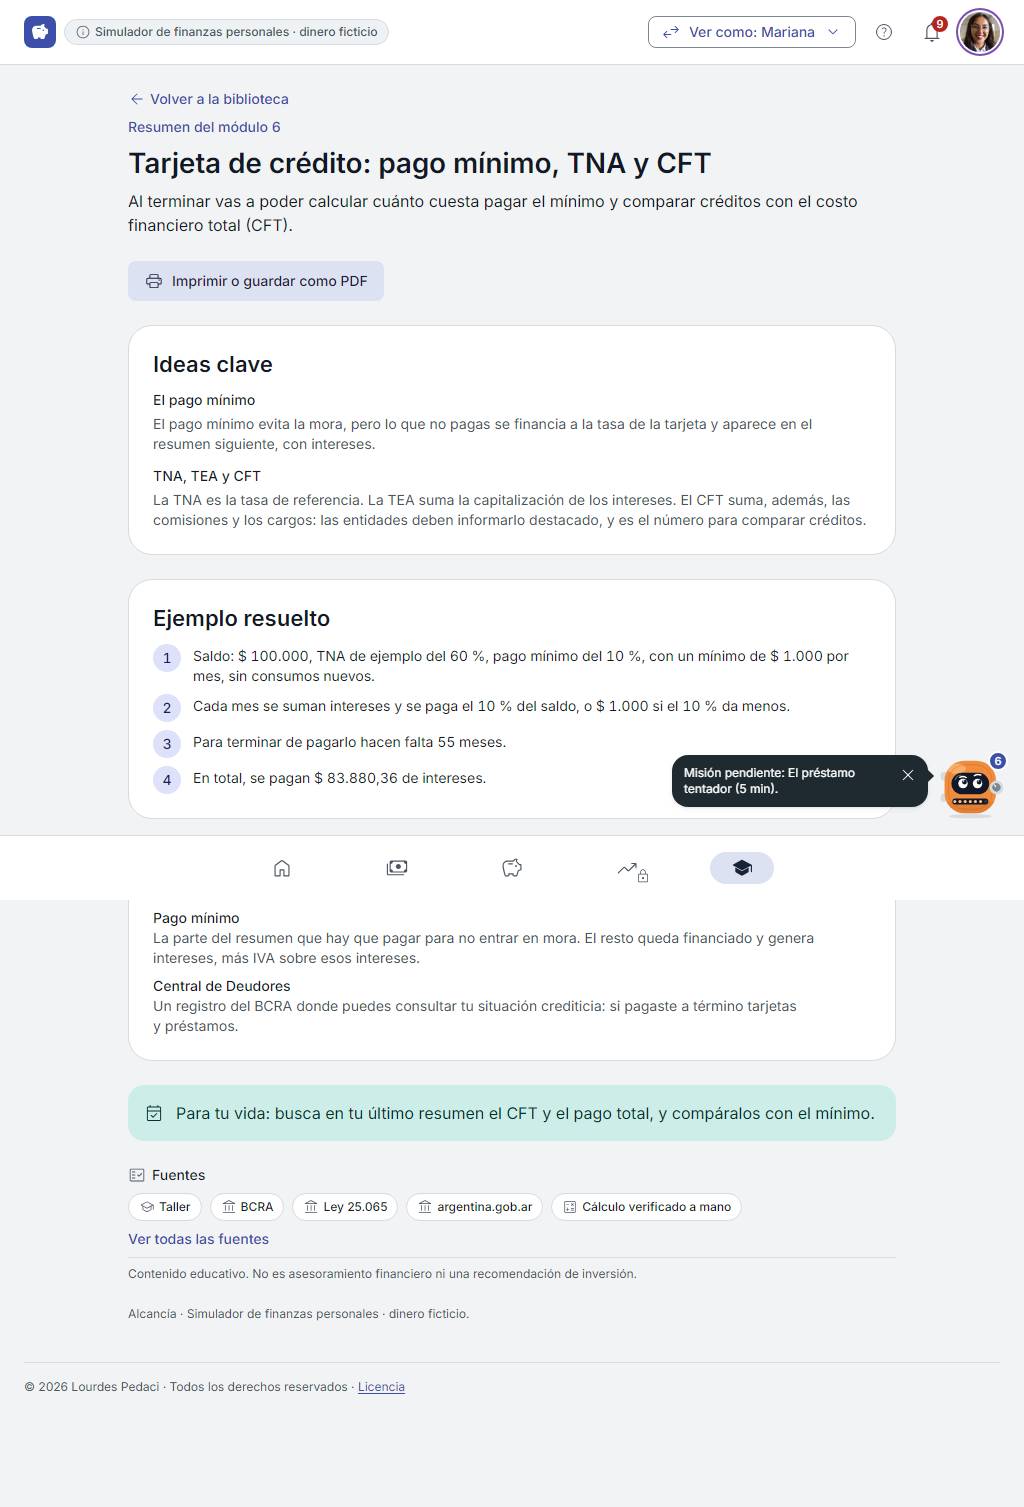 Simulador de finanzas personales · dinero ficticio
Ver como: Mariana
9
Volver a la biblioteca
Resumen del módulo 6
Tarjeta de crédito: pago mínimo, TNA y CFT
Al terminar vas a poder calcular cuánto cuesta pagar el mínimo y comparar créditos con el costo
financiero total (CFT).
Imprimir o guardar como PDF
Ideas clave
El pago mínimo
El pago mínimo evita la mora, pero lo que no pagas se financia a la tasa de la tarjeta y aparece en el
resumen siguiente, con intereses.
TNA, TEA y CFT
La TNA es la tasa de referencia. La TEA suma la capitalización de los intereses. El CFT suma, además, las
comisiones y los cargos: las entidades deben informarlo destacado, y es el número para comparar créditos.
Ejemplo resuelto
1 Saldo: $ 100.000, TNA de ejemplo del 60 %, pago mínimo del 10 %, con un mínimo de $ 1.000 por
mes, sin consumos nuevos.
2 Cada mes se suman intereses y se paga el 10 % del saldo, o $ 1.000 si el 10 % da menos.
3 Para terminar de pagarlo hacen falta 55 meses.
4 En total, se pagan $ 83.880,36 de intereses.
Misión pendiente: El préstamo
tentador (5 min).
6
Pago mínimo
La parte del resumen que hay que pagar para no entrar en mora. El resto queda financiado y genera
intereses, más IVA sobre esos intereses.
Central de Deudores
Un registro del BCRA donde puedes consultar tu situación crediticia: si pagaste a término tarjetas
y préstamos.
Para tu vida: busca en tu último resumen el CFT y el pago total, y compáralos con el mínimo.
Fuentes
Taller BCRA Ley 25.065 argentina.gob.ar Cálculo verificado a mano
Ver todas las fuentes
Contenido educativo. No es asesoramiento financiero ni una recomendación de inversión.
Alcancía · Simulador de finanzas personales · dinero ficticio.
© 2026 Lourdes Pedaci · Todos los derechos reservados · Licencia